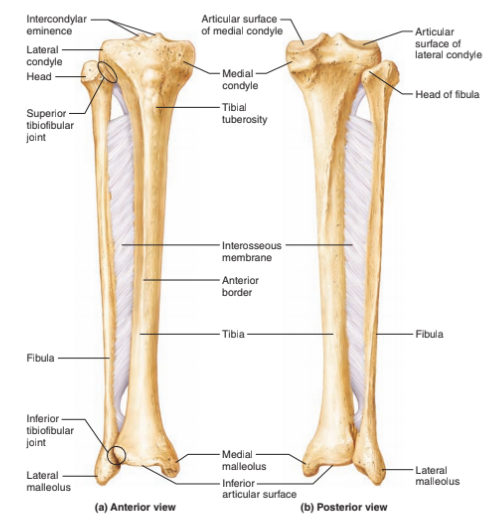 Intercondylar
eminence
Lateral
condyle
Head
Superior
tibiofibular
joint
Fibula
Inferior
tibiofibular
joint
Lateral
malleolus
Articular surface
of medial condyle
Medial
condyle
Tibial
tuberosity
Interosseous
membrane
Anterior
border
Tibia
Medial
malleolus
Inferior
articular surface
Articular
surface of
lateral condyle
Head of fibula
Fibula
Lateral
malleolus
(a) Anterior view
(b) Posterior view